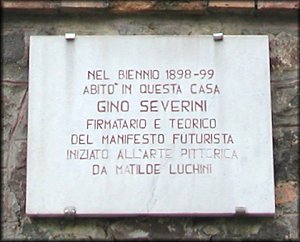 NEL BIENNIO 1898-99
ABITO' IN QUESTA CASA
GINO SEVERINI
FIRMATARIO E TEORICO
DEL MANIFESTO FUTURISTA
INIZIATO ALL'ARTE PITTORICA
DA MATILDE LUCHINI